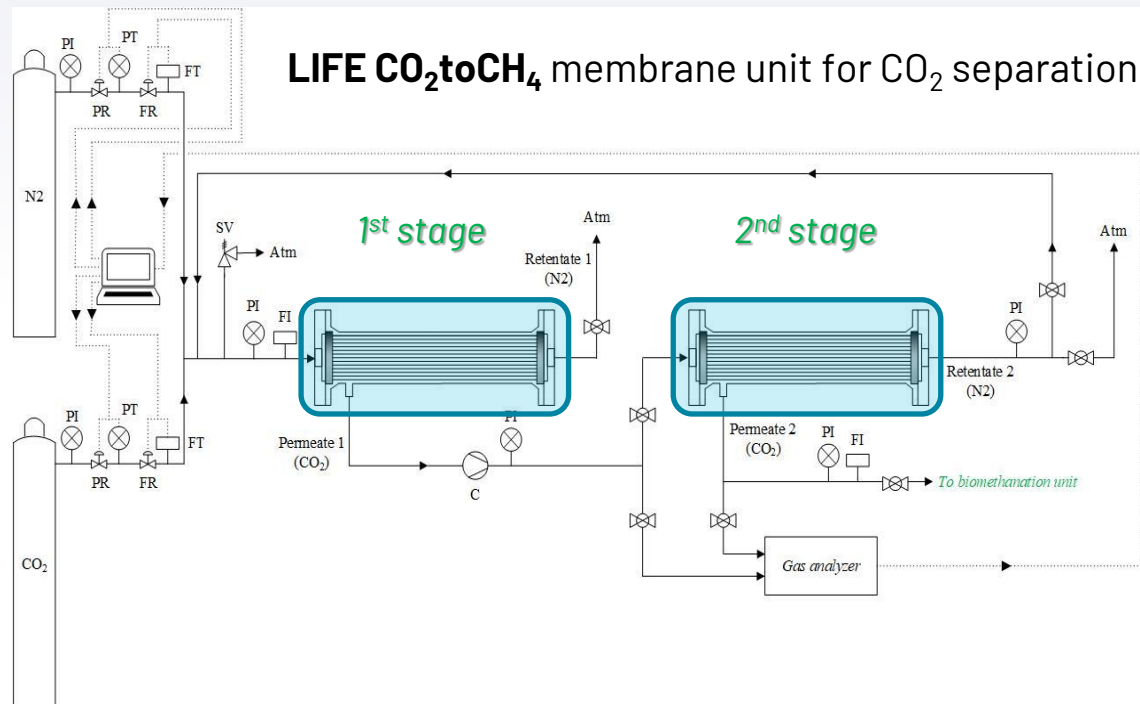 LIFE CO₂toCH₄ membrane unit for CO₂ separation
PI
PT
FT
PR
FR
N2
SV
Atm
1st stage
Retentate 1
(N2)
Atm
2nd stage
Atm
PI
FI
PI
Retentate 2
(N2)
PI
PT
FT
PR
FR
Permeate 1
(CO₂)
PI
C
Permeate 2
(CO₂)
PI
FI
To biomethanation unit
CO₂
Gas analyzer